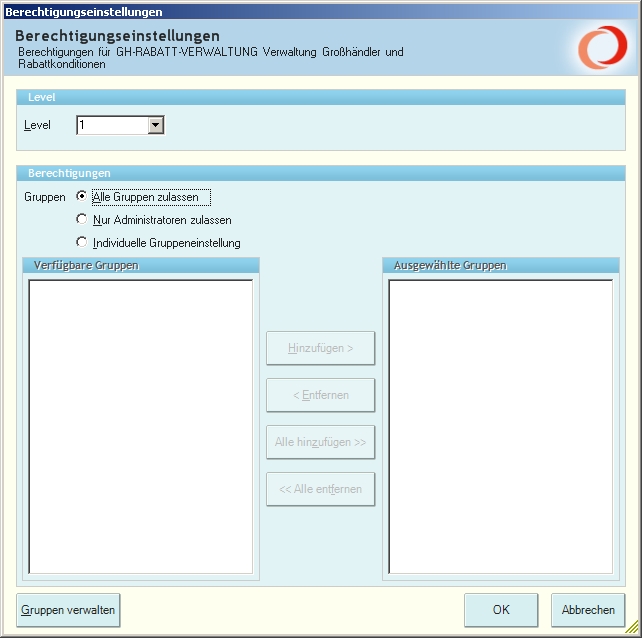 Berechtigungseinstellungen
Berechtigungseinstellungen
Berechtigungen für GH-RABATT-VERWALTUNG Verwaltung Großhändler und
Rabattkonditionen
Level
Level 1
Berechtigungen
Gruppen Alle Gruppen zulassen
Nur Administratoren zulassen
Individuelle Gruppeneinstellung
Verfügbare Gruppen
Ausgewählte Gruppen
Hinzufügen >
< Entfernen
Alle hinzufügen >>
<< Alle entfernen
Gruppen verwalten
OK
Abbrechen